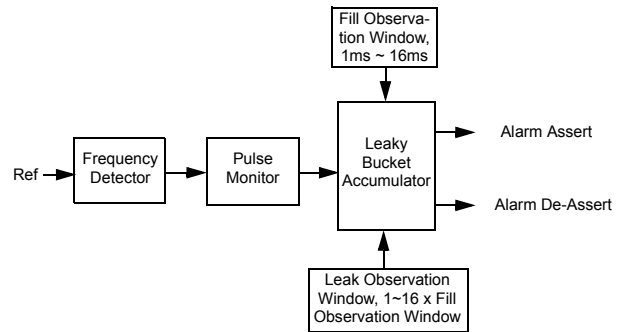 Fill Observa-
tion Window,
1ms ~ 16ms
Ref
Frequency
Detector
Pulse
Monitor
Leaky
Bucket
Accumulator
Alarm Assert
Alarm De-Assert
Leak Observation
Window, 1~16 x Fill
Observation Window